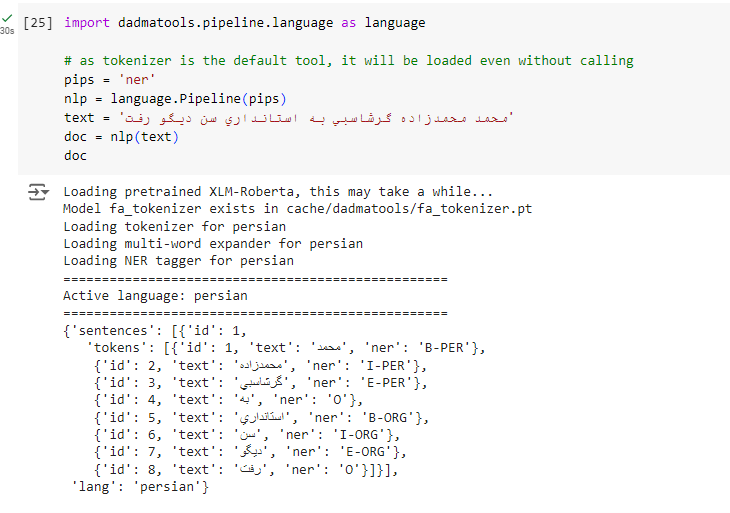 [25] import dadmatools.pipeline.language as language
30s
# as tokenizer is the default tool, it will be loaded even without calling
pips = 'ner'
nlp = language.Pipeline(pips)
text = 'محمد محمدزاده گرشاسبي به استانداري سن ديگو رفت'
doc = nlp(text)
doc
Loading pretrained XLM-Roberta, this may take a while...
Model fa_tokenizer exists in cache/dadmatools/fa_tokenizer.pt
Loading tokenizer for persian
Loading multi-word expander for persian
Loading NER tagger for persian
==================================================
Active language: persian
==================================================
{'sentences': [{'id': 1,
'tokens': [{'id': 1, 'text': 'محمد', 'ner': 'B-PER'},
{'id': 2, 'text': 'محمدزاده', 'ner': 'I-PER'},
{'id': 3, 'text': 'گرشاسبي', 'ner': 'E-PER'},
{'id': 4, 'text': 'به', 'ner': 'O'},
{'id': 5, 'text': 'استانداري', 'ner': 'B-ORG'},
{'id': 6, 'text': 'سن', 'ner': 'I-ORG'},
{'id': 7, 'text': 'ديگو', 'ner': 'E-ORG'},
{'id': 8, 'text': 'رفت', 'ner': 'O'}]}],
'lang': 'persian'}